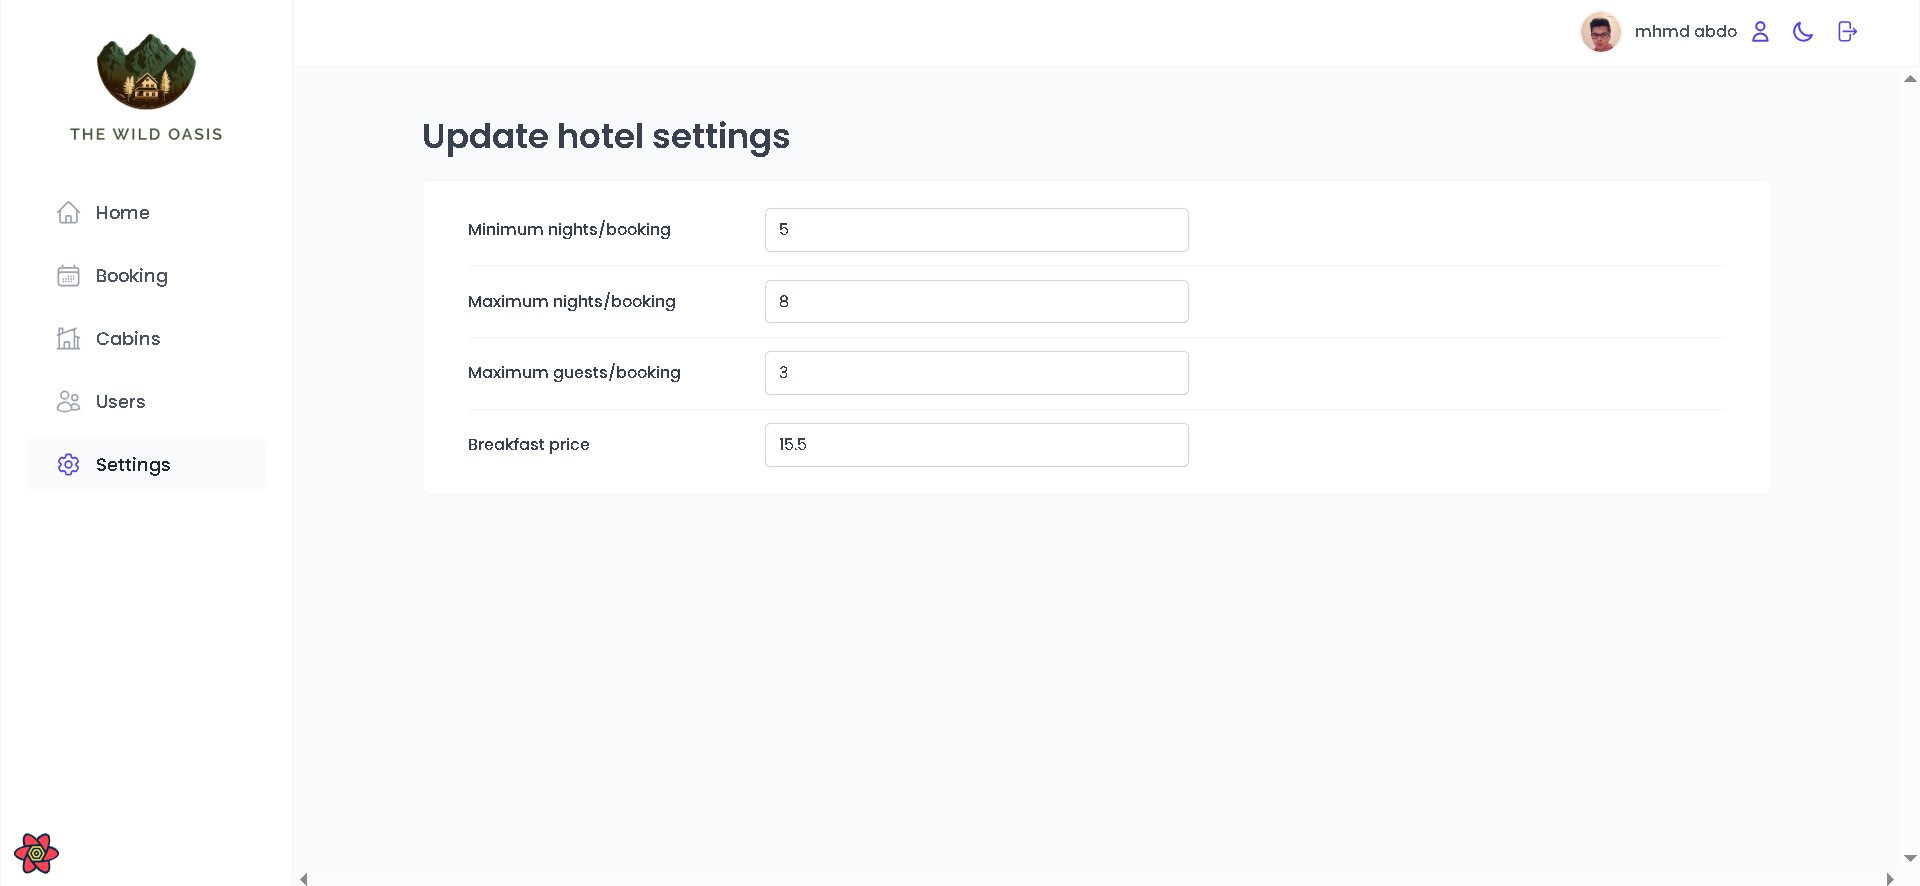 THE WILD OASIS
Home
Booking
Cabins
Users
Settings
mhmd abdo
Update hotel settings
Minimum nights/booking
5
Maximum nights/booking
8
Maximum guests/booking
3
Breakfast price
15.5